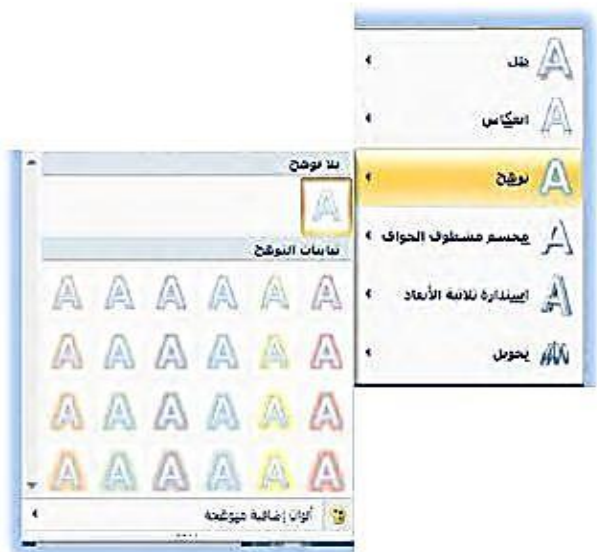 ظل
انعكاس
توهج
مجسم مشطوف الحواف
استدارة ثلاثية الأبعاد
تحويل
بلا توهج
تباينات التوهج
ألوان إضافية متوهجة